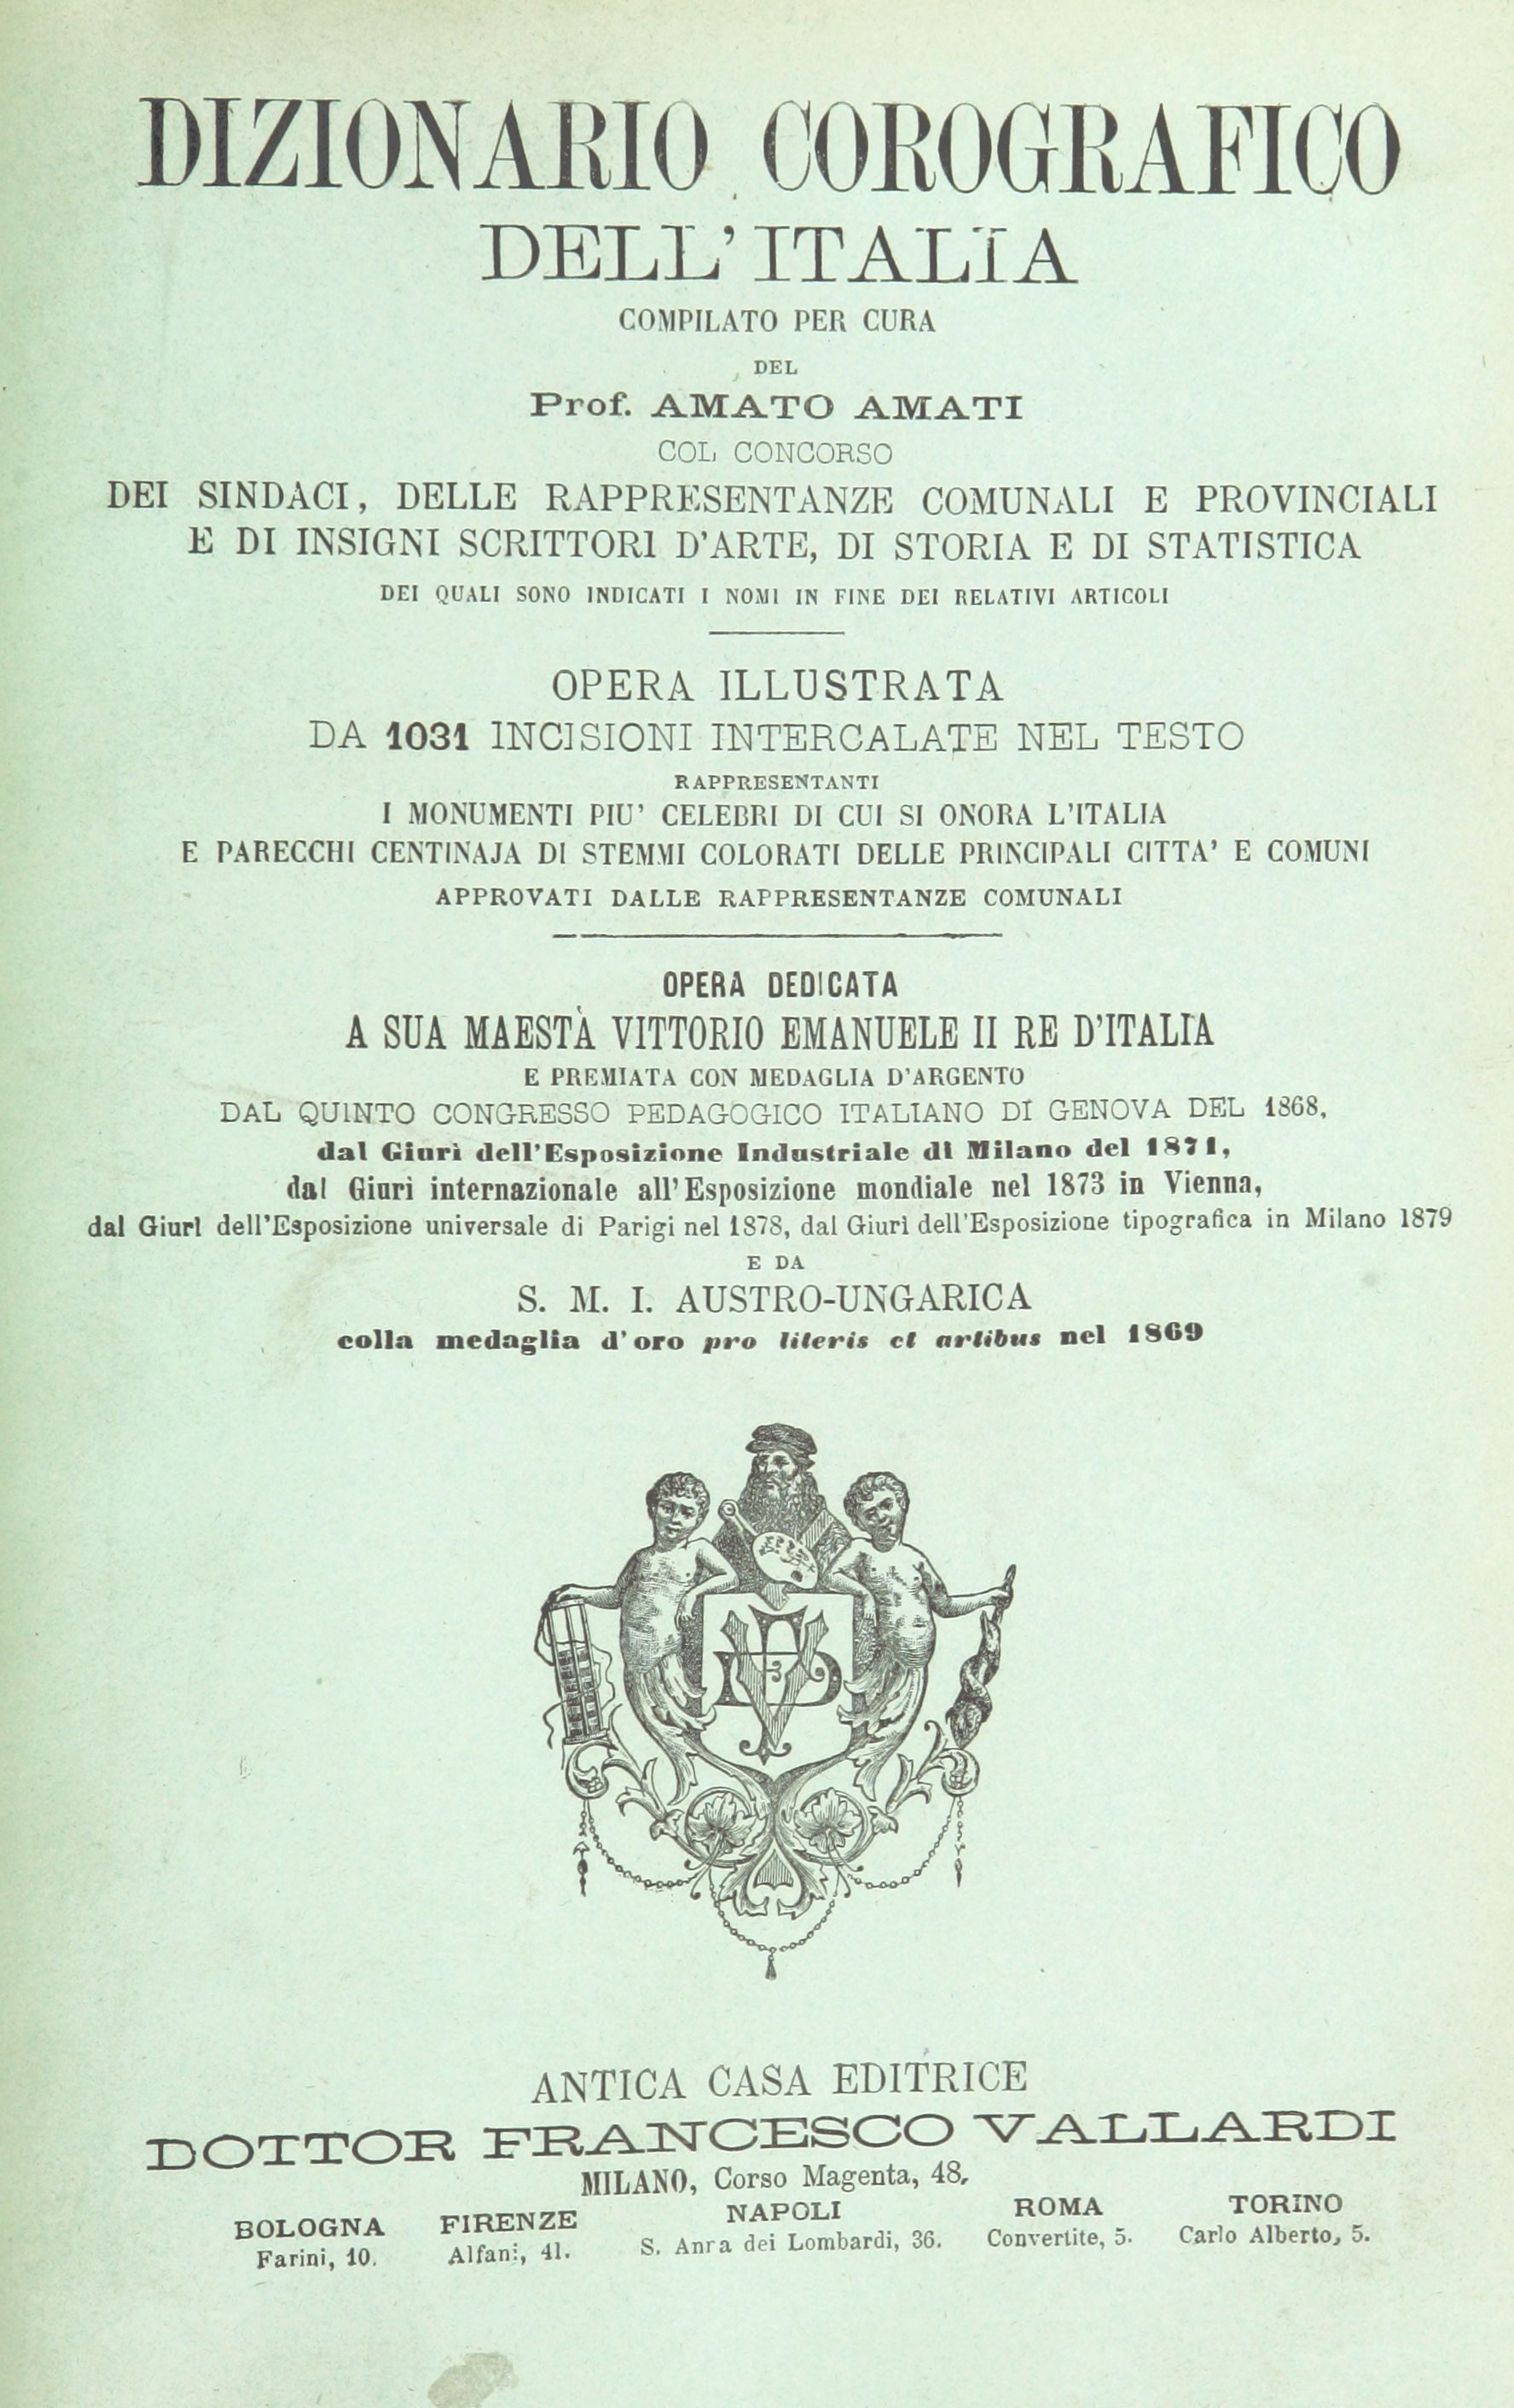 DIZIONARIO COROGRAFICO
DELL'ITALIA
COMPILATO PER CURA
DEL
Prof. AMATO AMATI
COL CONCORSO
DEI SINDACI, DELLE RAPPRESENTANZE COMUNALI E PROVINCIALI
E DI INSIGNI SCRITTORI D'ARTE, DI STORIA E DI STATISTICA
DEI QUALI SONO INDICATI I NOMI IN FINE DEI RELATIVI ARTICOLI
OPERA ILLUSTRATA
DA 1031 INCISIONI INTERCALATE NEL TESTO
RAPPRESENTANTI
I MONUMENTI PIU' CELEBRI DI CUI SI ONORA L'ITALIA
E PARECCHI CENTINAJA DI STEMMI COLORATI DELLE PRINCIPALI CITTA' E COMUNI
APPROVATI DALLE RAPPRESENTANZE COMUNALI
OPERA DEDICATA
A SUA MAESTÀ VITTORIO EMANUELE II RE D'ITALIA
E PREMIATA CON MEDAGLIA D'ARGENTO
DAL QUINTO CONGRESSO PEDAGOGICO ITALIANO DI GENOVA DEL 1868,
dal Giurì dell'Esposizione Industriale di Milano del 1871,
dal Giurì internazionale all'Esposizione mondiale nel 1873 in Vienna,
dal Giurì dell'Esposizione universale di Parigi nel 1878, dal Giurì dell'Esposizione tipografica in Milano 1879
E DA
S. M. I. AUSTRO-UNGARICA
colla medaglia d'oro pro literis et artibus nel 1869
ANTICA CASA EDITRICE
DOTTOR FRANCESCO VALLARDI
MILANO, Corso Magenta, 48.
BOLOGNA FIRENZE NAPOLI ROMA TORINO
Farini, 10. Alfani, 41. S. Anna dei Lombardi, 36. Convertite, 5. Carlo Alberto, 5.